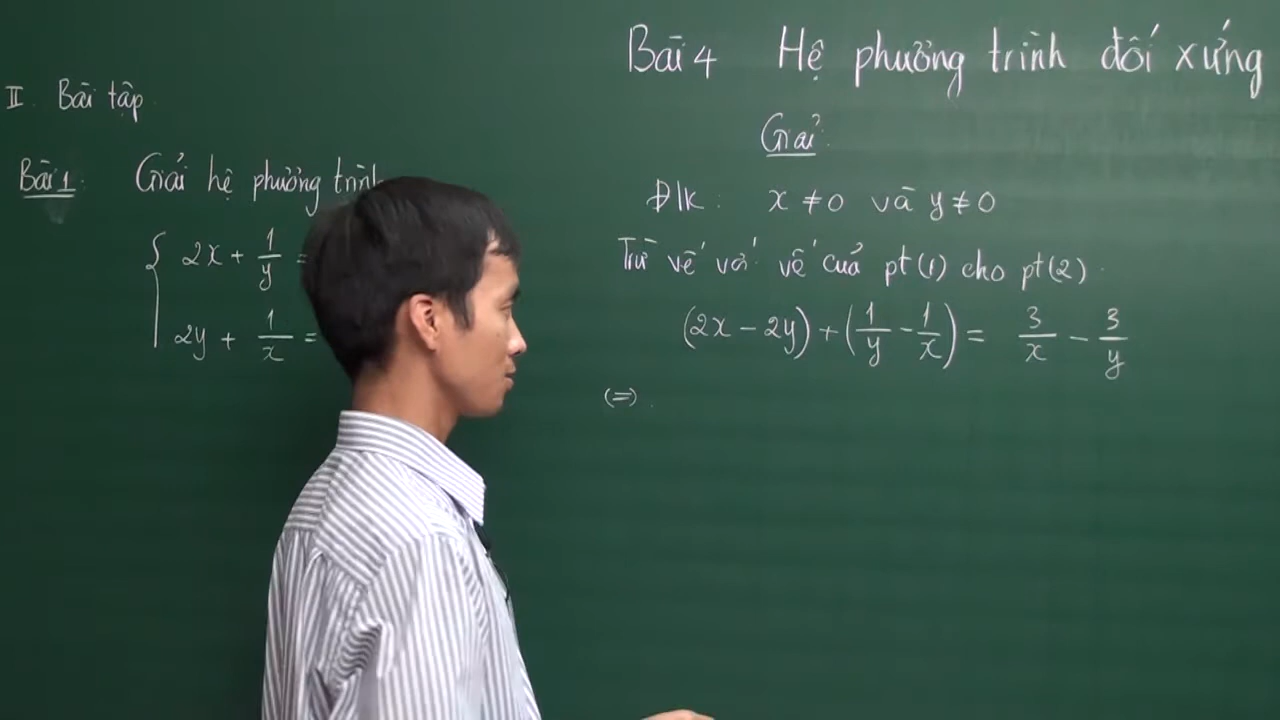 Bài 4 Hệ phương trình đối xứng
II. Bài tập
Bài 1: Giải hệ phương trình
2x + 1/y =
2y + 1/x =
Giải:
ĐK: x ≠ 0 và y ≠ 0
Trừ vế với vế của pt(1) cho pt(2).
(2x - 2y) + (1/y - 1/x) = 3/x - 3/y
(=) .